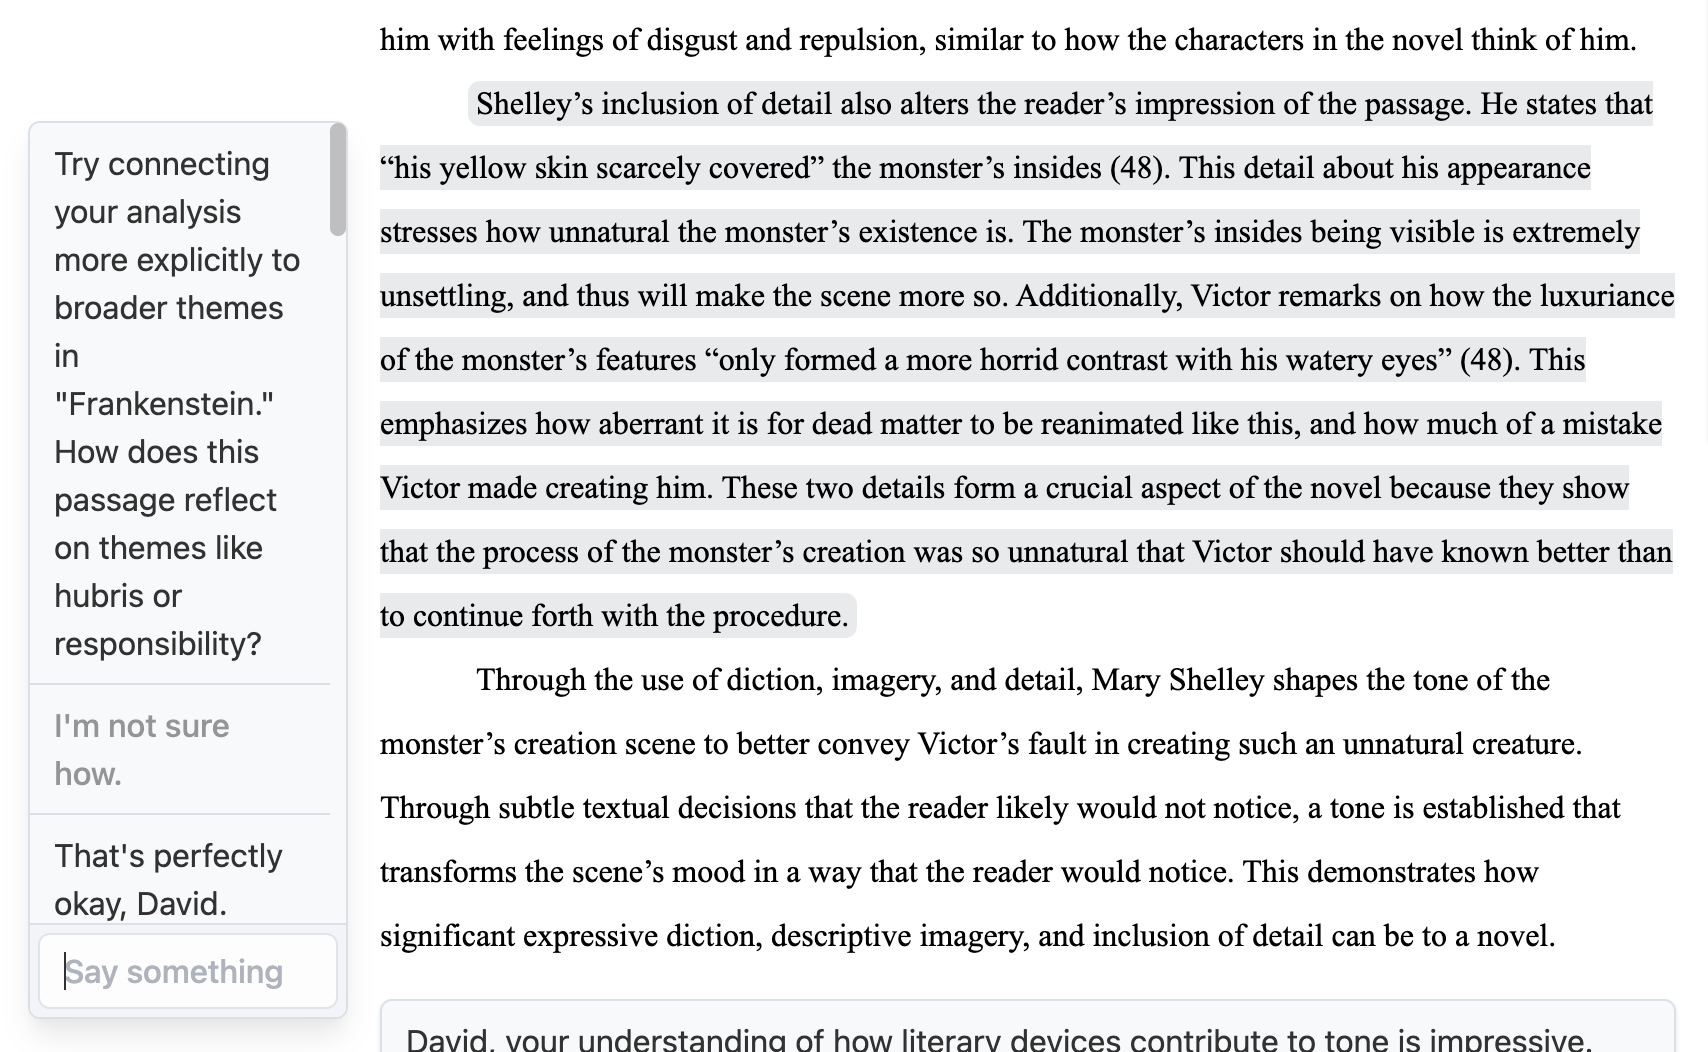 him with feelings of disgust and repulsion, similar to how the characters in the novel think of him.
Shelley’s inclusion of detail also alters the reader’s impression of the passage. He states that
“his yellow skin scarcely covered” the monster’s insides (48). This detail about his appearance
stresses how unnatural the monster’s existence is. The monster’s insides being visible is extremely
unsettling, and thus will make the scene more so. Additionally, Victor remarks on how the luxuriance
of the monster’s features “only formed a more horrid contrast with his watery eyes” (48). This
emphasizes how aberrant it is for dead matter to be reanimated like this, and how much of a mistake
Victor made creating him. These two details form a crucial aspect of the novel because they show
that the process of the monster’s creation was so unnatural that Victor should have known better than
to continue forth with the procedure.
Through the use of diction, imagery, and detail, Mary Shelley shapes the tone of the
monster’s creation scene to better convey Victor’s fault in creating such an unnatural creature.
Through subtle textual decisions that the reader likely would not notice, a tone is established that
transforms the scene’s mood in a way that the reader would notice. This demonstrates how
significant expressive diction, descriptive imagery, and inclusion of detail can be to a novel.
Try connecting
your analysis
more explicitly to
broader themes
in
"Frankenstein."
How does this
passage reflect
on themes like
hubris or
responsibility?
I'm not sure
how.
That's perfectly
okay, David.
Say something
David, your understanding of how literary devices contribute to tone is impressive.